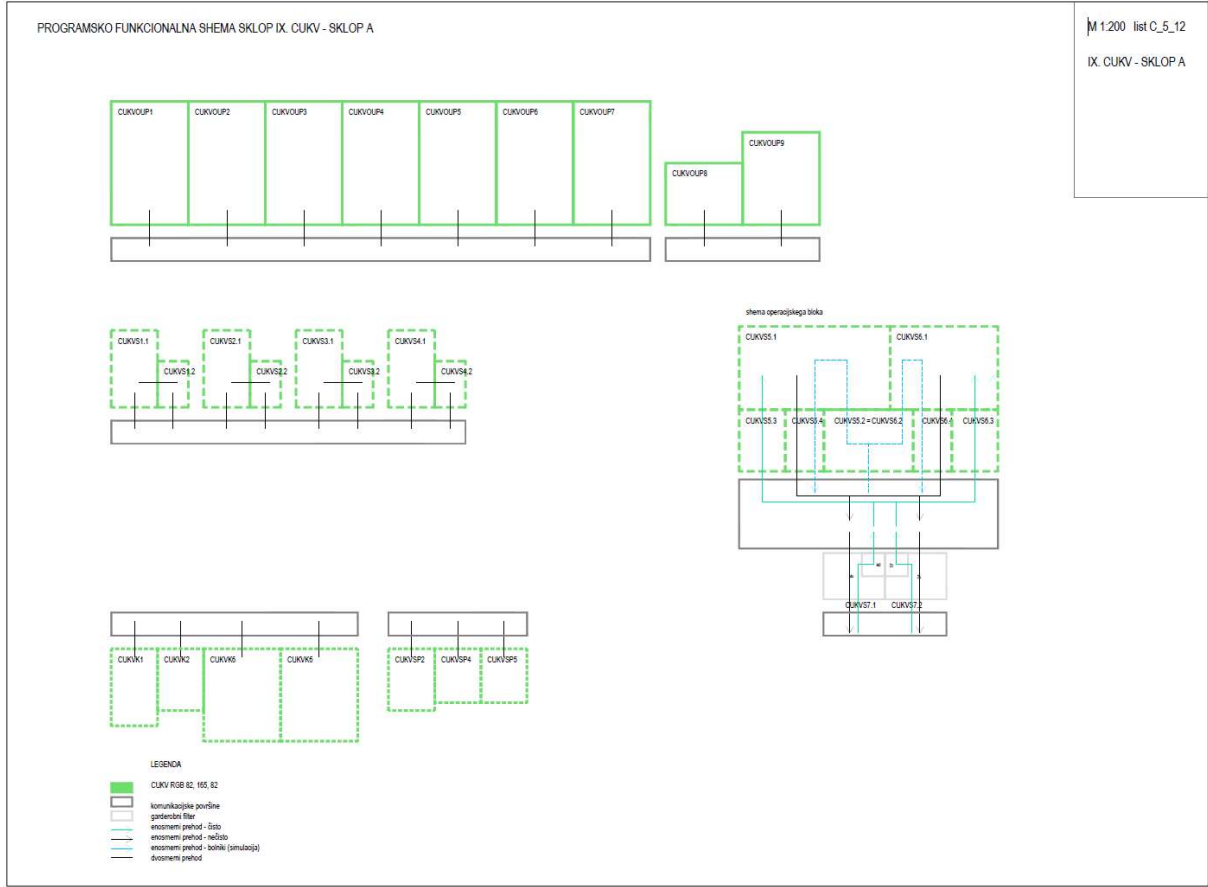 PROGRAMSKO FUNKCIONALNA SHEMA SKLOP IX. CUKV - SKLOP A
M 1:200 list C_5_12
IX. CUKV - SKLOP A
CUKVOUP1 CUKVOUP2 CUKVOUP3 CUKVOUP4 CUKVOUP5 CUKVOUP6 CUKVOUP7
CUKVOUP8 CUKVOUP9
shema operacijskega bloka
CUKVS1.1 CUKVS2.1 CUKVS3.1 CUKVS4.1
CUKVS1.2 CUKVS2.2 CUKVS3.2 CUKVS4.2
CUKVS5.1 CUKVS6.1
CUKVS5.3 CUKVS5.4 CUKVS5.2 = CUKVS6.2 CUKVS6.4 CUKVS6.3
CUKVS7.1 CUKVS7.2
CUKVK1 CUKVK2 CUKVK6 CUKVK5
CUKVSP2 CUKVSP4 CUKVSP5
LEGENDA
CUKV RGB 82, 165, 82
komunikacijske površine
garderobni filter
enosmerni prehod - čisto
enosmerni prehod - nečisto
enosmerni prehod - bolniki (simulacija)
dvosmerni prehod